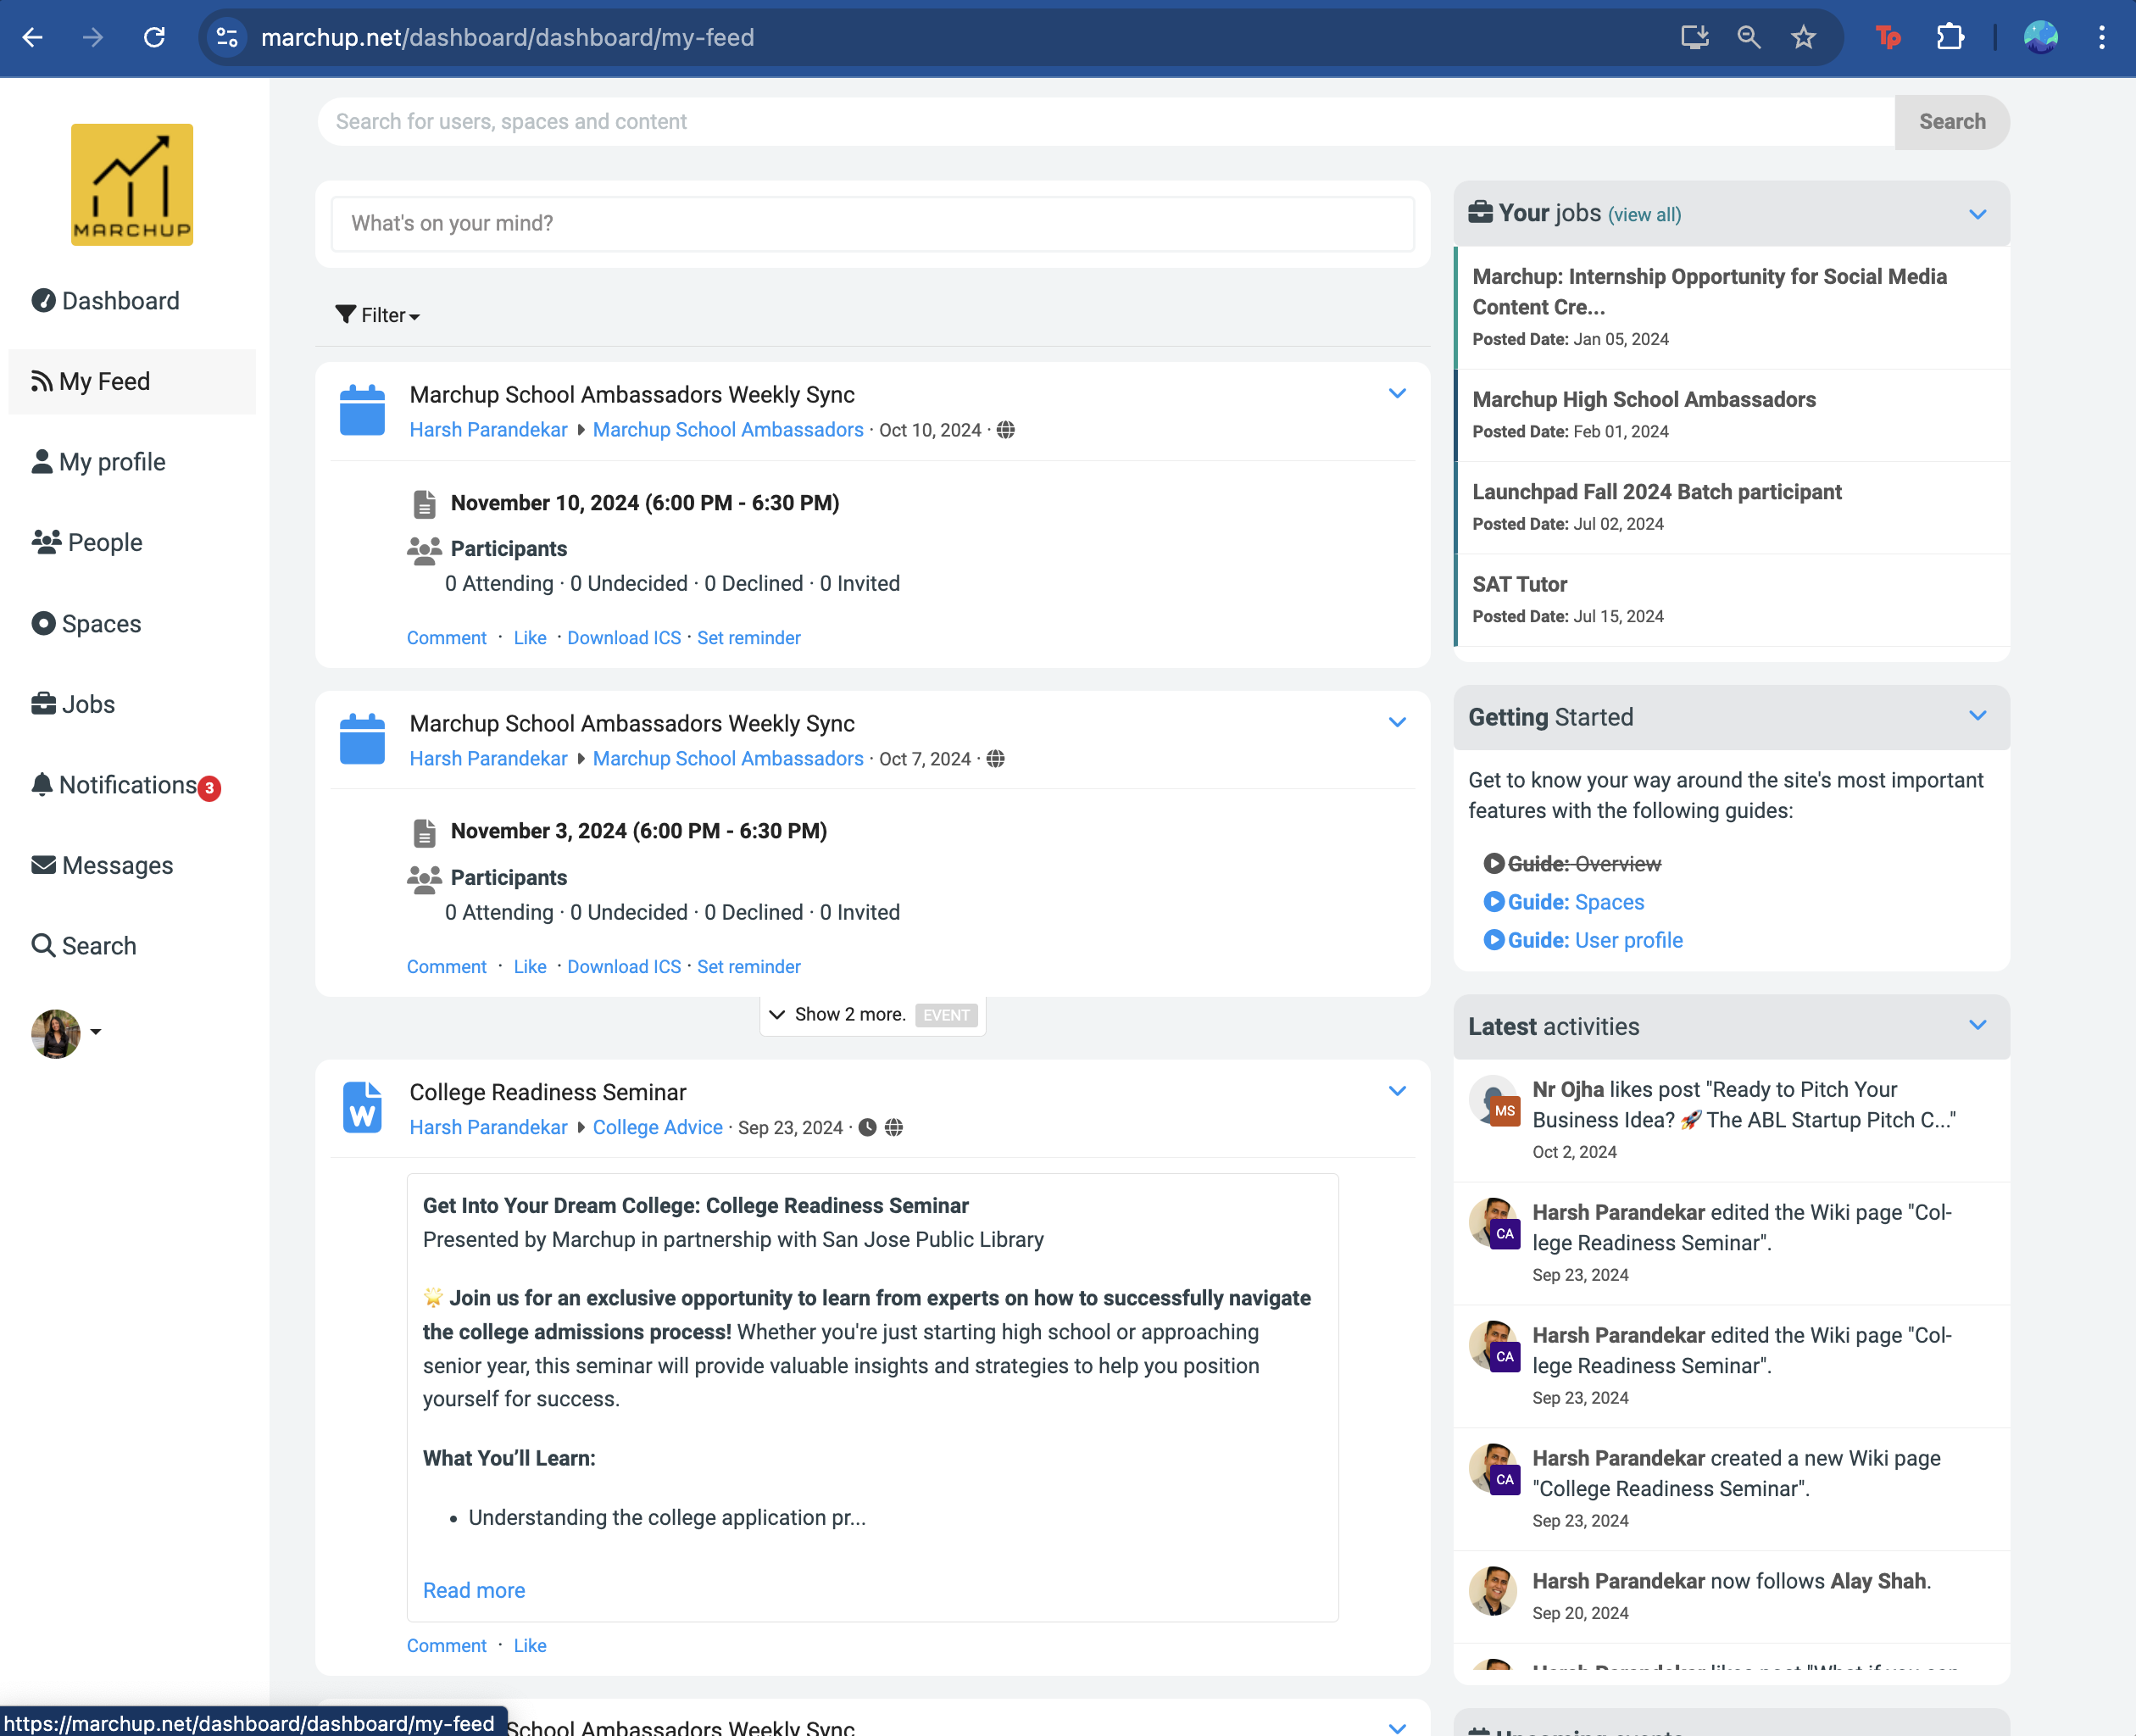 marchup.net/dashboard/dashboard/my-feed
Tp
MARCHUP
Dashboard
My Feed
My profile
People
Spaces
Jobs
Notifications 3
Messages
Search
Search for users, spaces and content
Search
What's on your mind?
Filter
Marchup School Ambassadors Weekly Sync
Harsh Parandekar Marchup School Ambassadors · Oct 10, 2024 ·
November 10, 2024 (6:00 PM - 6:30 PM)
Participants
0 Attending · 0 Undecided · 0 Declined · 0 Invited
Comment · Like · Download ICS · Set reminder
Marchup School Ambassadors Weekly Sync
Harsh Parandekar Marchup School Ambassadors · Oct 7, 2024 ·
November 3, 2024 (6:00 PM - 6:30 PM)
Participants
0 Attending · 0 Undecided · 0 Declined · 0 Invited
Comment · Like · Download ICS · Set reminder
Show 2 more. EVENT
W
College Readiness Seminar
Harsh Parandekar College Advice · Sep 23, 2024 ·
Get Into Your Dream College: College Readiness Seminar
Presented by Marchup in partnership with San Jose Public Library
🌟 Join us for an exclusive opportunity to learn from experts on how to successfully navigate
the college admissions process! Whether you're just starting high school or approaching
senior year, this seminar will provide valuable insights and strategies to help you position
yourself for success.
What You’ll Learn:
• Understanding the college application pr...
Read more
Comment · Like
School Ambassadors Weekly Sync
https://marchup.net/dashboard/dashboard/my-feed
Your jobs (view all)
Marchup: Internship Opportunity for Social Media
Content Cre...
Posted Date: Jan 05, 2024
Marchup High School Ambassadors
Posted Date: Feb 01, 2024
Launchpad Fall 2024 Batch participant
Posted Date: Jul 02, 2024
SAT Tutor
Posted Date: Jul 15, 2024
Getting Started
Get to know your way around the site's most important
features with the following guides:
Guide: Overview
Guide: Spaces
Guide: User profile
Latest activities
MS
Nr Ojha likes post "Ready to Pitch Your
Business Idea? 🚀 The ABL Startup Pitch C..."
Oct 2, 2024
CA
Harsh Parandekar edited the Wiki page "Col-
lege Readiness Seminar".
Sep 23, 2024
CA
Harsh Parandekar edited the Wiki page "Col-
lege Readiness Seminar".
Sep 23, 2024
CA
Harsh Parandekar created a new Wiki page
"College Readiness Seminar".
Sep 23, 2024
Harsh Parandekar now follows Alay Shah.
Sep 20, 2024
Harsh Parandekar likes post "What if you can
Upcoming events